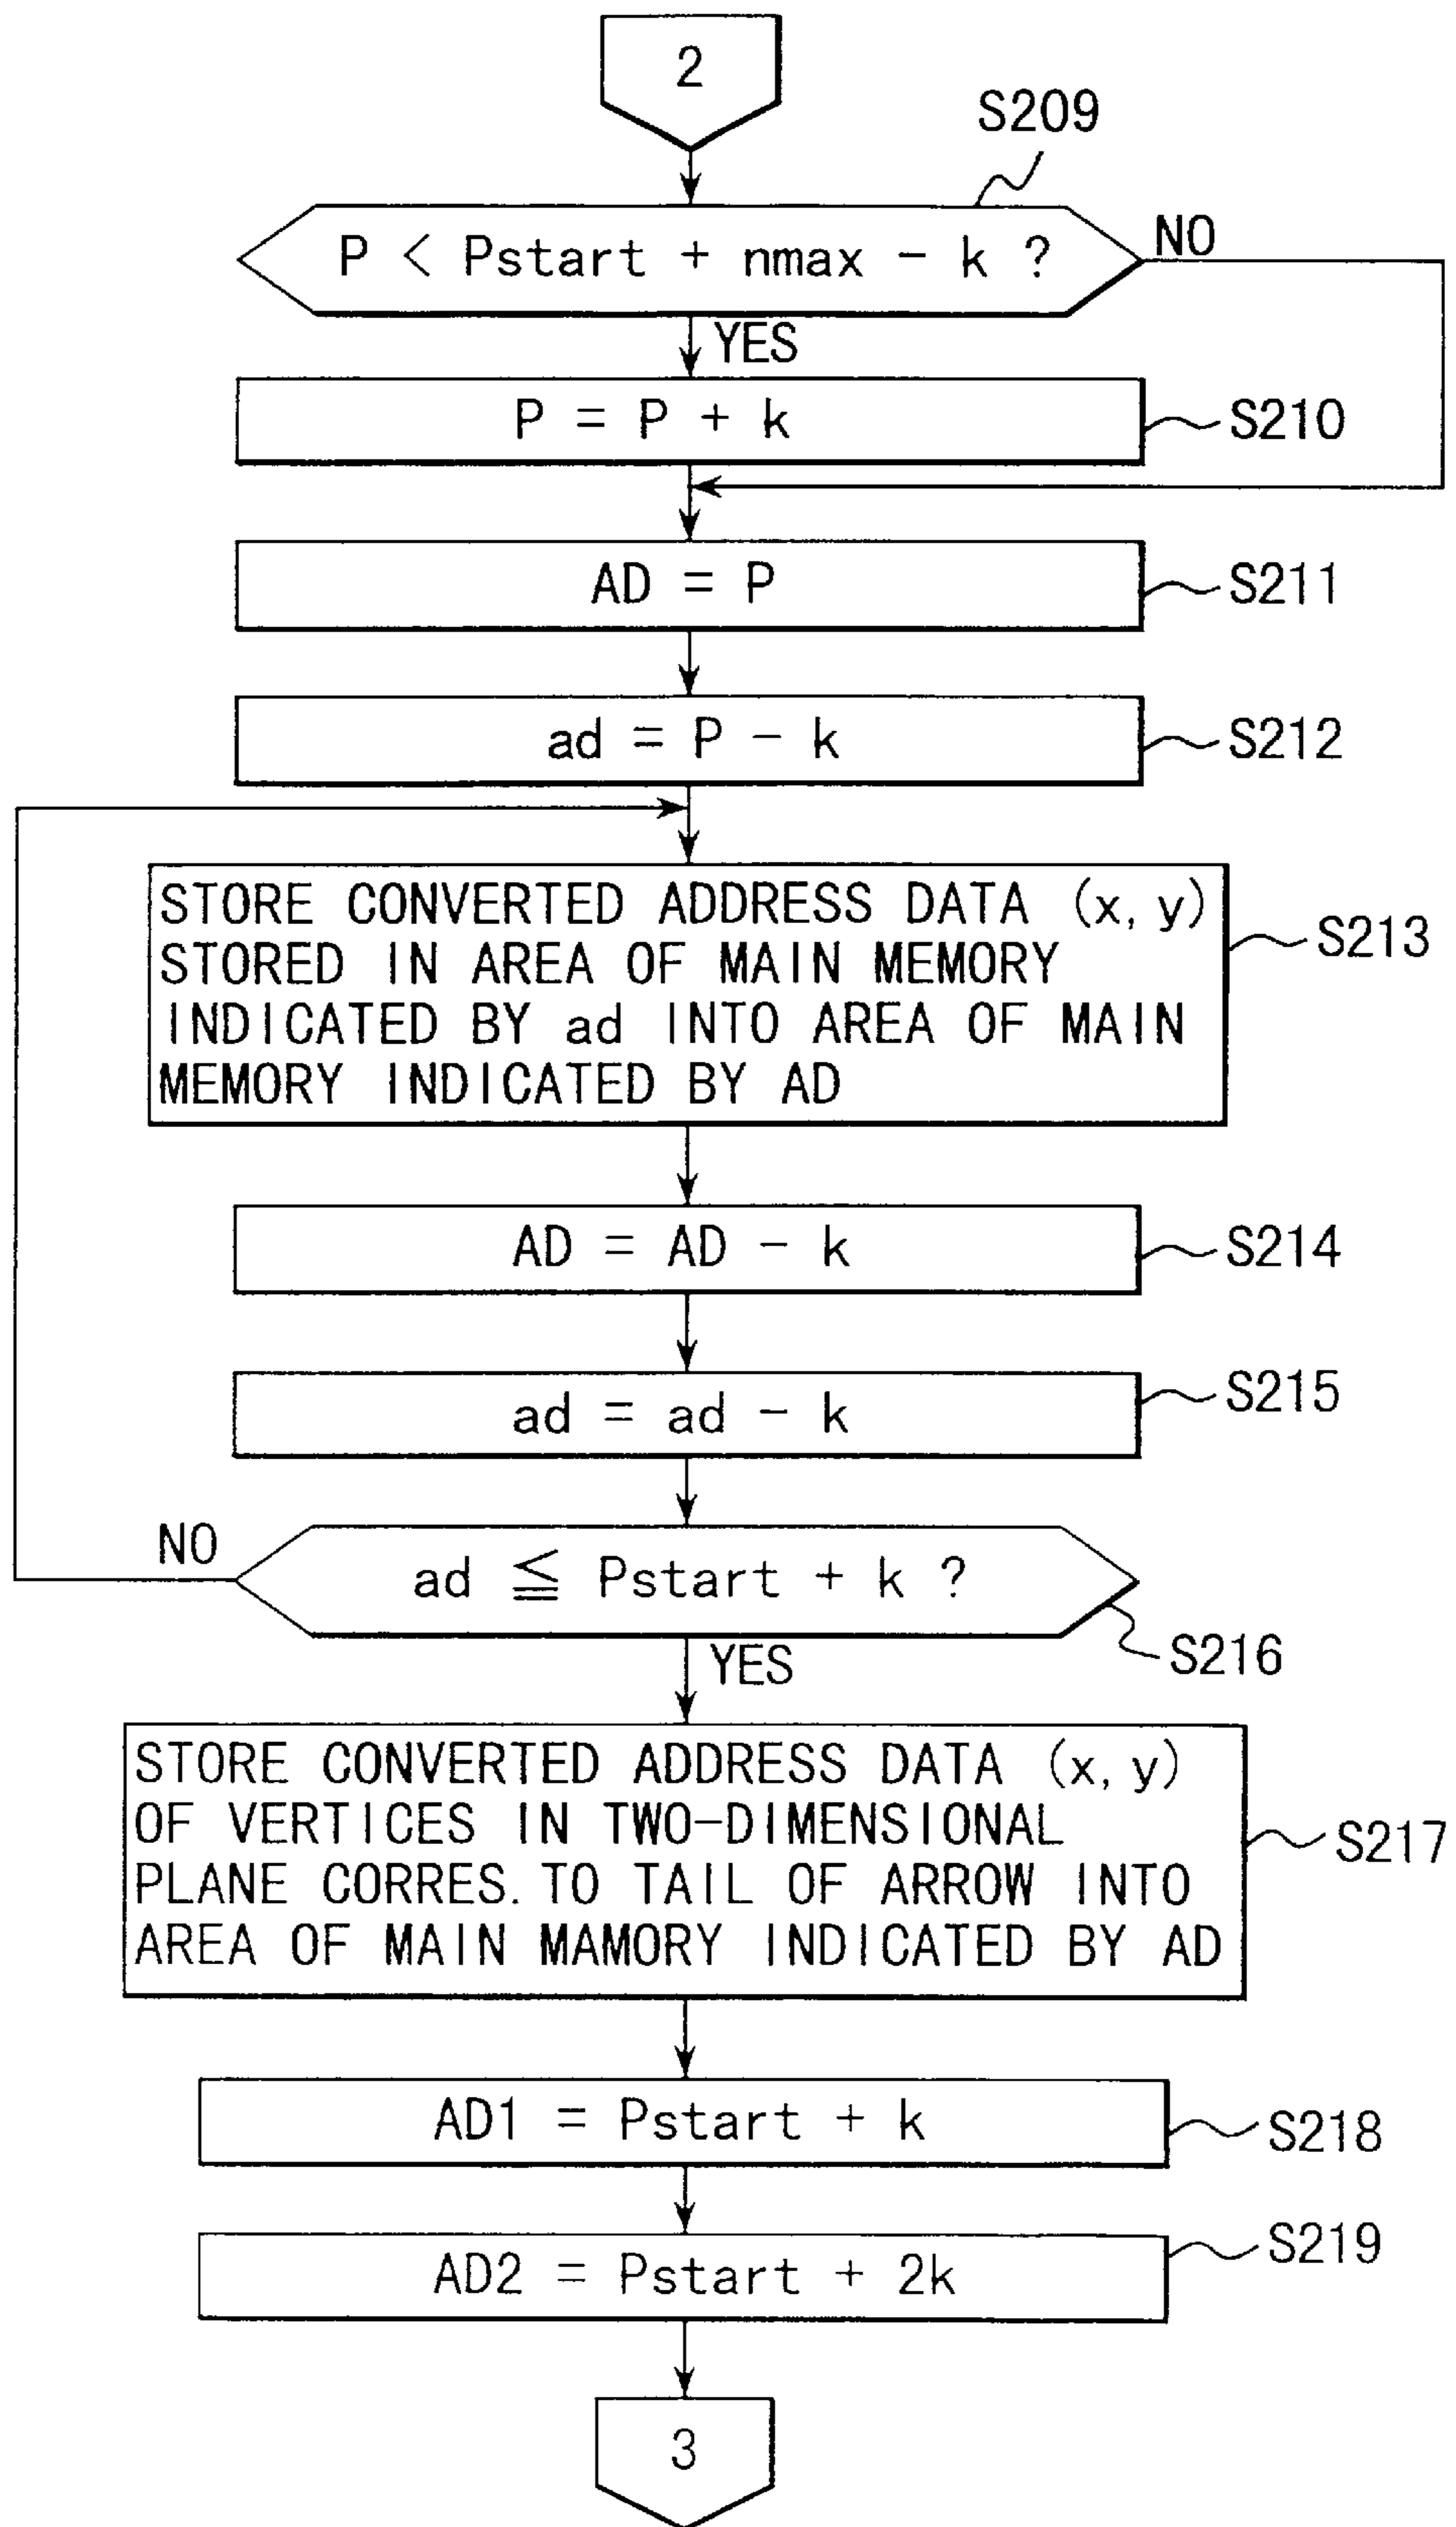 2
S209
P < Pstart + nmax - k ?
NO
YES
P = P + k
S210
AD = P
S211
ad = P - k
S212
STORE CONVERTED ADDRESS DATA (x, y)
STORED IN AREA OF MAIN MEMORY
INDICATED BY ad INTO AREA OF MAIN
MEMORY INDICATED BY AD
S213
AD = AD - k
S214
ad = ad - k
S215
NO
ad ≦ Pstart + k ?
S216
YES
STORE CONVERTED ADDRESS DATA (x, y)
OF VERTICES IN TWO-DIMENSIONAL
PLANE CORRES. TO TAIL OF ARROW INTO
AREA OF MAIN MAMORY INDICATED BY AD
S217
AD1 = Pstart + k
S218
AD2 = Pstart + 2k
S219
3